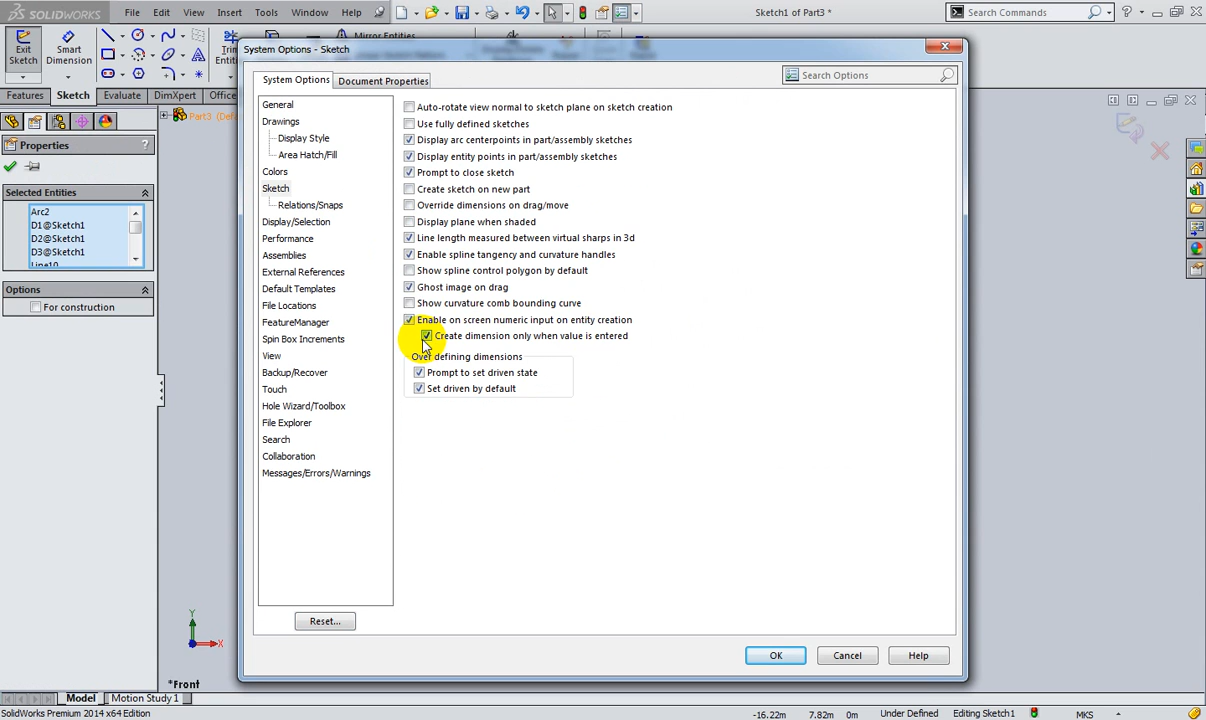 SOLIDWORKS File Edit View Insert Tools Window Help Sketch1 of Part3 * Search Commands
Exit Sketch
Smart Dimension
Trim
Mirror Entities
System Options - Sketch
Features Sketch Evaluate DimXpert Office
System Options Document Properties Search Options
Properties ?
Selected Entities
Arc2
D1@Sketch1
D2@Sketch1
D3@Sketch1
Line10
Options
For construction
Part3 (Def
General
Drawings
Display Style
Area Hatch/Fill
Colors
Sketch
Relations/Snaps
Display/Selection
Performance
Assemblies
External References
Default Templates
File Locations
FeatureManager
Spin Box Increments
View
Backup/Recover
Touch
Hole Wizard/Toolbox
File Explorer
Search
Collaboration
Messages/Errors/Warnings
Reset...
Auto-rotate view normal to sketch plane on sketch creation
Use fully defined sketches
Display arc centerpoints in part/assembly sketches
Display entity points in part/assembly sketches
Prompt to close sketch
Create sketch on new part
Override dimensions on drag/move
Display plane when shaded
Line length measured between virtual sharps in 3d
Enable spline tangency and curvature handles
Show spline control polygon by default
Ghost image on drag
Show curvature comb bounding curve
Enable on screen numeric input on entity creation
Create dimension only when value is entered
Over defining dimensions
Prompt to set driven state
Set driven by default
OK Cancel Help
Y
X
*Front
Model Motion Study 1
SolidWorks Premium 2014 x64 Edition -16.22m 7.82m 0m Under Defined Editing Sketch1 MKS